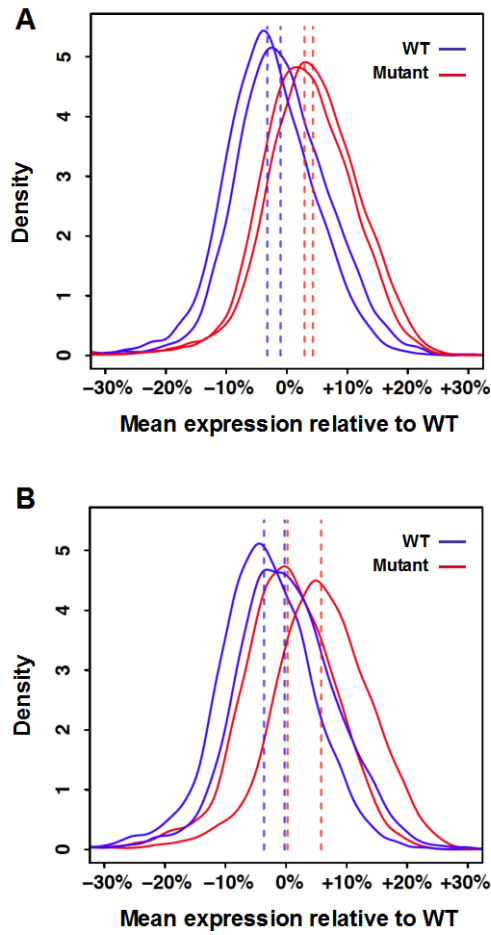 A
WT
Mutant
5
4
3
2
1
0
Density
−30% −20% −10% 0% +10% +20% +30%
Mean expression relative to WT
B
WT
Mutant
5
4
3
2
1
0
Density
−30% −20% −10% 0% +10% +20% +30%
Mean expression relative to WT